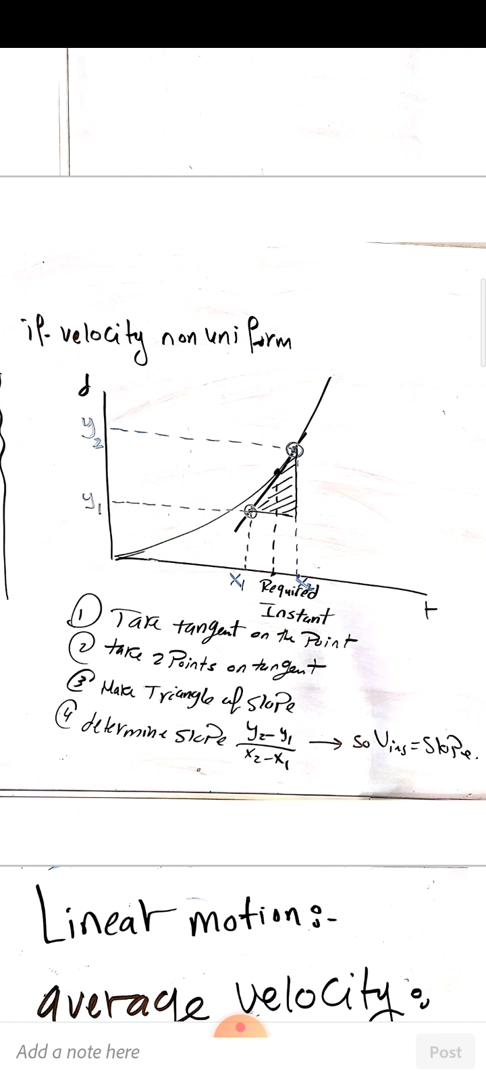 if velocity non uniform
d
y2
y1
x1 Required x2
Instant
t
① Take tangent on the Point
② take 2 Points on tangent
③ Make Triangle of Slope
④ determine Slope y2-y1/x2-x1 → so Vins=Slope.
Linear motion:-
average velocity:
Add a note here
Post